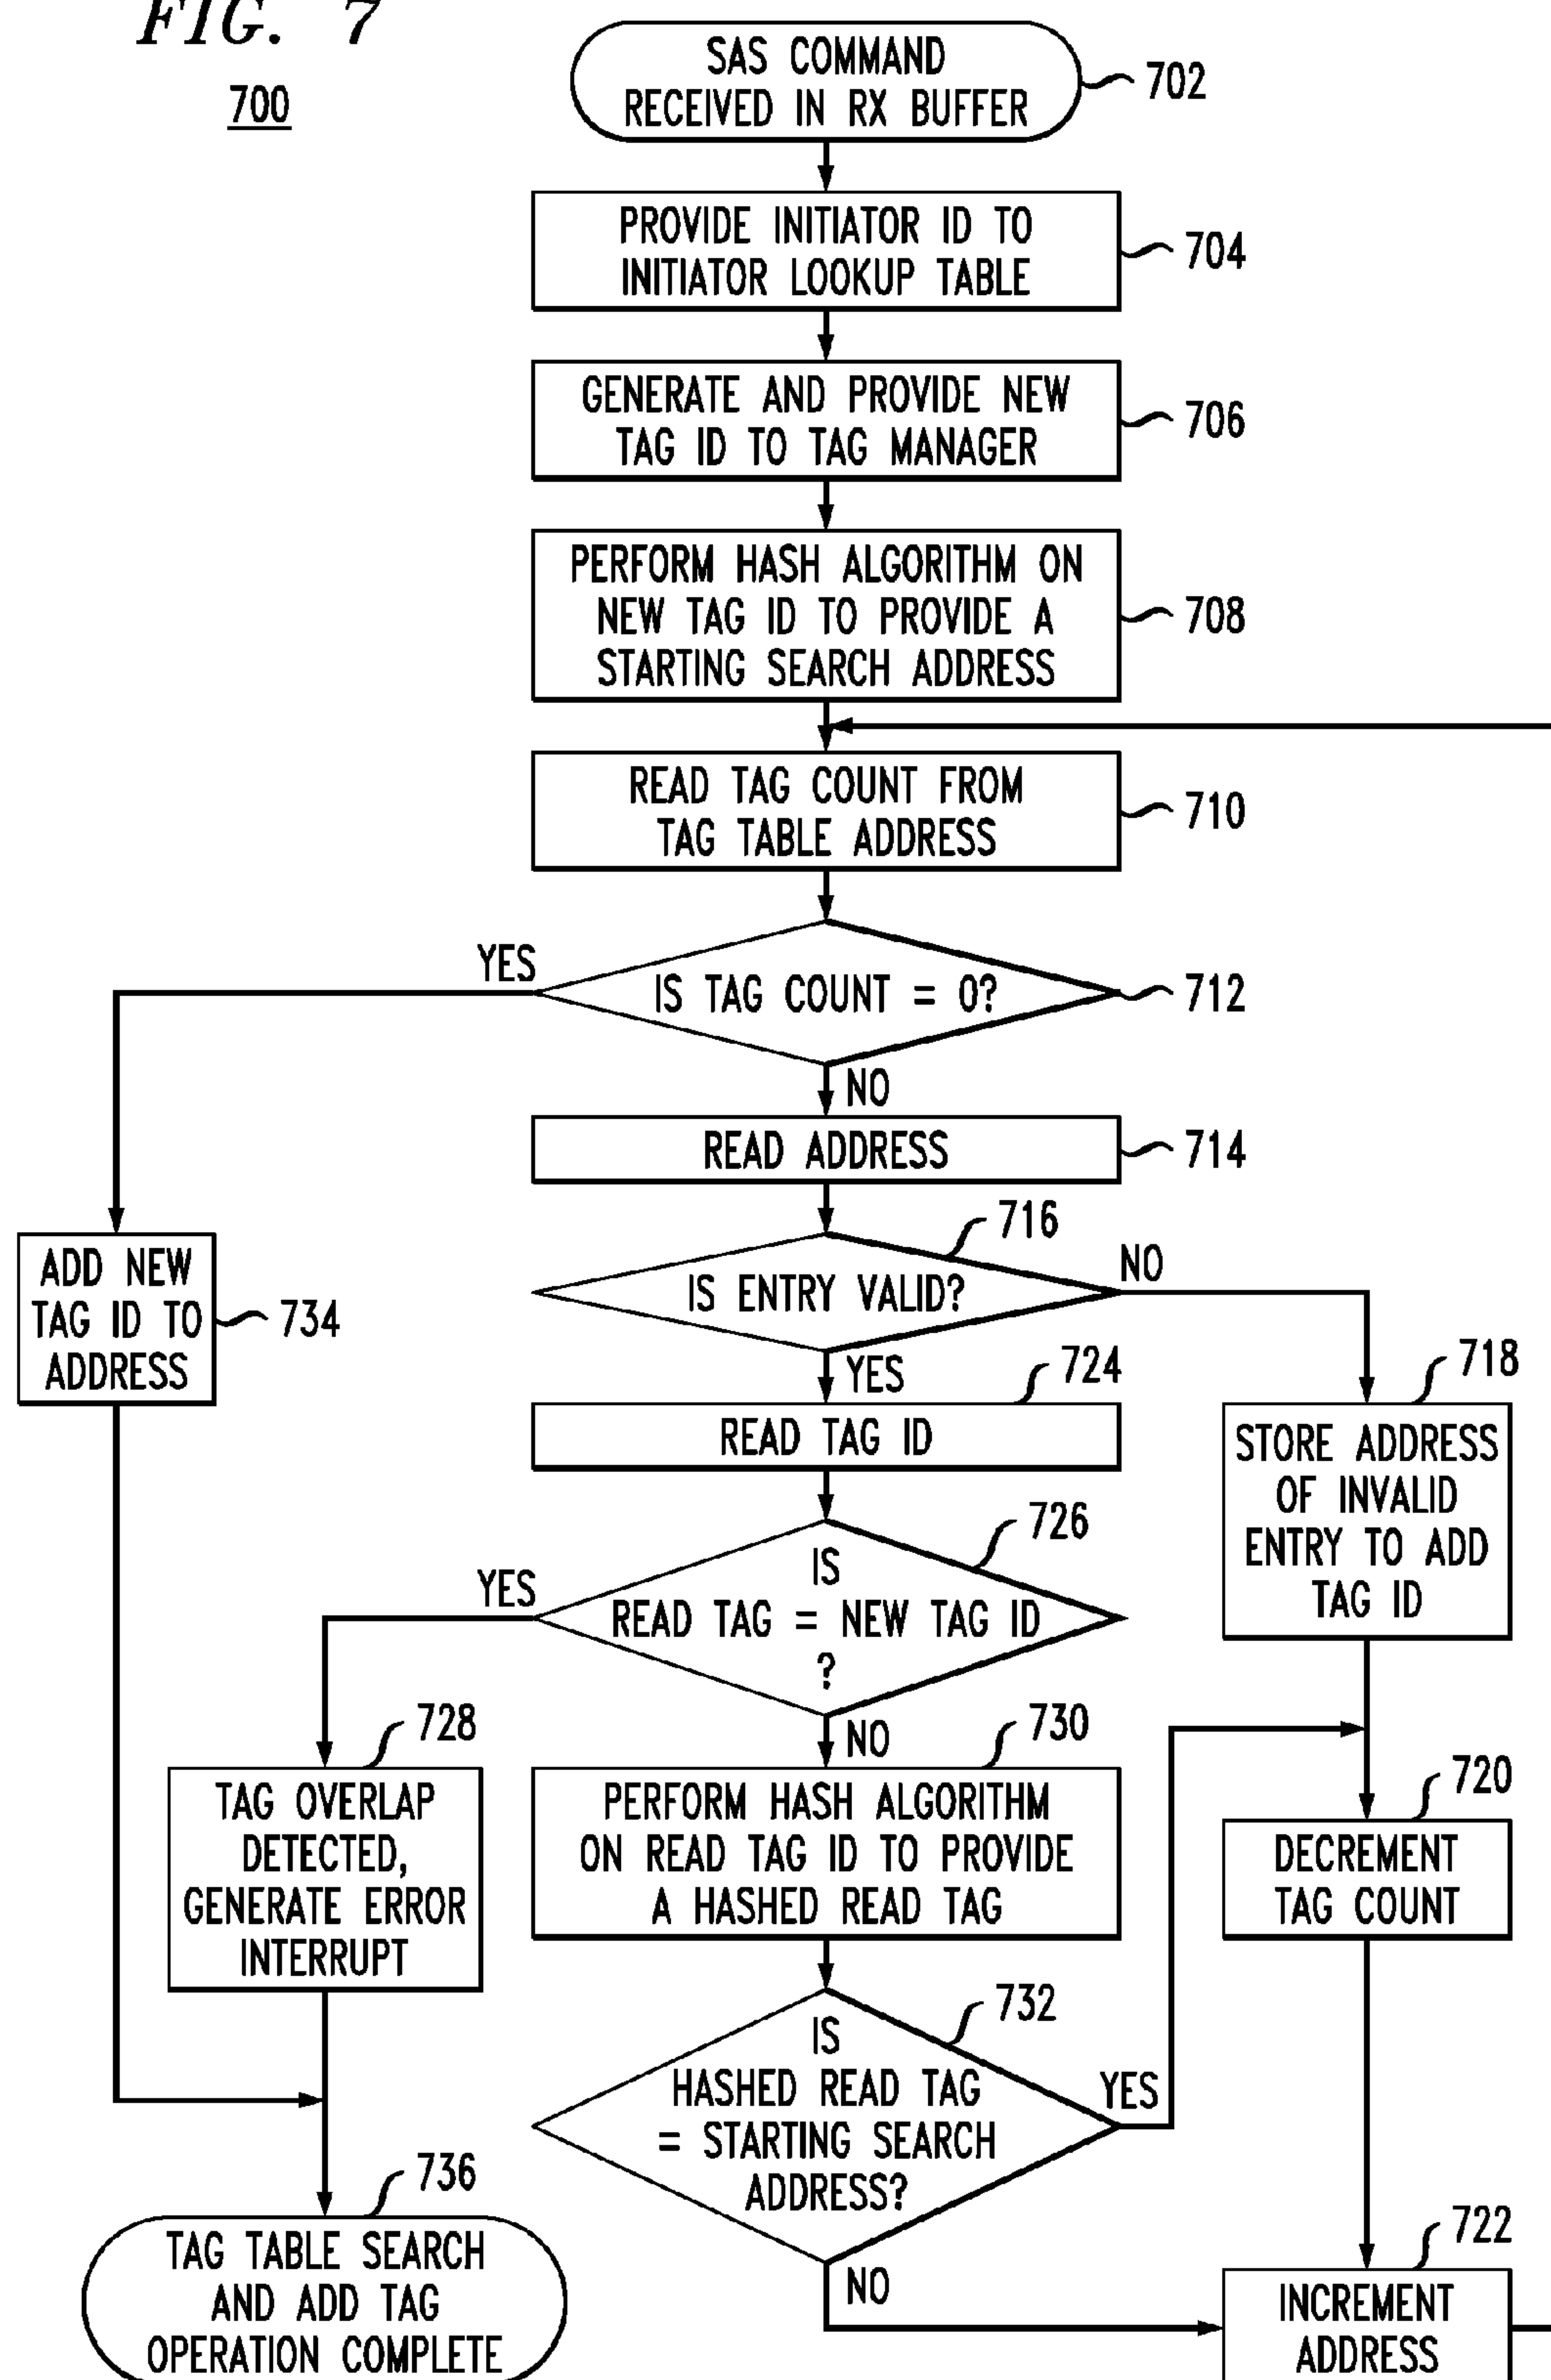 FIG. 7
700
SAS COMMAND
RECEIVED IN RX BUFFER
702
PROVIDE INITIATOR ID TO
INITIATOR LOOKUP TABLE
704
GENERATE AND PROVIDE NEW
TAG ID TO TAG MANAGER
706
PERFORM HASH ALGORITHM ON
NEW TAG ID TO PROVIDE A
STARTING SEARCH ADDRESS
708
READ TAG COUNT FROM
TAG TABLE ADDRESS
710
YES
IS TAG COUNT = 0?
712
NO
READ ADDRESS
714
716
IS ENTRY VALID?
NO
ADD NEW
TAG ID TO
ADDRESS
734
YES
724
READ TAG ID
718
STORE ADDRESS
OF INVALID
ENTRY TO ADD
TAG ID
726
YES
IS
READ TAG = NEW TAG ID
?
728
TAG OVERLAP
DETECTED,
GENERATE ERROR
INTERRUPT
NO
730
PERFORM HASH ALGORITHM
ON READ TAG ID TO PROVIDE
A HASHED READ TAG
720
DECREMENT
TAG COUNT
732
IS
HASHED READ TAG
= STARTING SEARCH
ADDRESS?
YES
NO
736
TAG TABLE SEARCH
AND ADD TAG
OPERATION COMPLETE
722
INCREMENT
ADDRESS